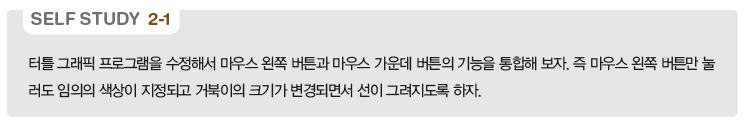 SELF STUDY 2-1
터틀 그래픽 프로그램을 수정해서 마우스 왼쪽 버튼과 마우스 가운데 버튼의 기능을 통합해 보자. 즉 마우스 왼쪽 버튼만 눌
러도 임의의 색상이 지정되고 거북이의 크기가 변경되면서 선이 그려지도록 하자.